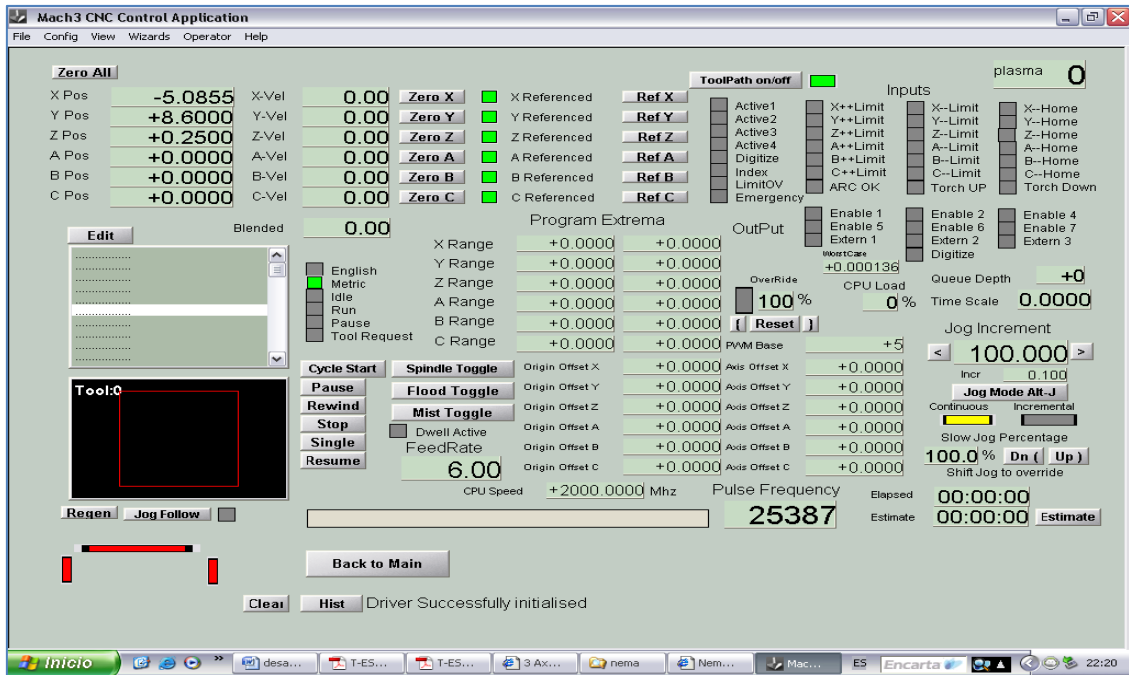 Mach3 CNC Control Application
File Config View Wizards Operator Help
Zero All
X Pos -5.0855 X-Vel 0.00 Zero X X Referenced Ref X
Y Pos +8.6000 Y-Vel 0.00 Zero Y Y Referenced Ref Y
Z Pos +0.2500 Z-Vel 0.00 Zero Z Z Referenced Ref Z
A Pos +0.0000 A-Vel 0.00 Zero A A Referenced Ref A
B Pos +0.0000 B-Vel 0.00 Zero B B Referenced Ref B
C Pos +0.0000 C-Vel 0.00 Zero C C Referenced Ref C
Blended 0.00
ToolPath on/off
plasma 0
Inputs
Active1 X++Limit X--Limit X--Home
Active2 Y++Limit Y--Limit Y--Home
Active3 Z++Limit Z--Limit Z--Home
Active4 A++Limit A--Limit A--Home
Digitize B++Limit B--Limit B--Home
Index C++Limit C--Limit C--Home
LimitOV ARC OK Torch UP Torch Down
Emergency
OutPut
Enable 1 Enable 2 Enable 4
Enable 5 Enable 6 Enable 7
Extern 1 Extern 2 Extern 3
Digitize
Edit
..................
..................
..................
..................
..................
..................
..................
..................
English
Metric
Idle
Run
Pause
Tool Request
Program Extrema
X Range +0.0000 +0.0000
Y Range +0.0000 +0.0000
Z Range +0.0000 +0.0000
A Range +0.0000 +0.0000
B Range +0.0000 +0.0000
C Range +0.0000 +0.0000
WorstCase
+0.000136
OverRide
100 %
CPU Load
0 %
[ Reset ]
PWM Base +5
Queue Depth +0
Time Scale 0.0000
Jog Increment
< 100.000 >
Incr 0.100
Jog Mode Alt-J
Continuous Incremental
Slow Jog Percentage
100.0 % Dn ( Up )
Shift Jog to override
Tool:0
Cycle Start
Pause
Rewind
Stop
Single
Resume
Spindle Toggle
Flood Toggle
Mist Toggle
Dwell Active
FeedRate
6.00
Origin Offset X +0.0000 Axis Offset X +0.0000
Origin Offset Y +0.0000 Axis Offset Y +0.0000
Origin Offset Z +0.0000 Axis Offset Z +0.0000
Origin Offset A +0.0000 Axis Offset A +0.0000
Origin Offset B +0.0000 Axis Offset B +0.0000
Origin Offset C +0.0000 Axis Offset C +0.0000
CPU Speed +2000.0000 Mhz
Pulse Frequency
25387
Elapsed 00:00:00
Estimate 00:00:00 Estimate
Regen Jog Follow
Back to Main
Clear Hist Driver Successfully initialised
Inicio » desa... T-ES... T-ES... 3 Ax... nema Nem... Mac... ES Encarta 22:20